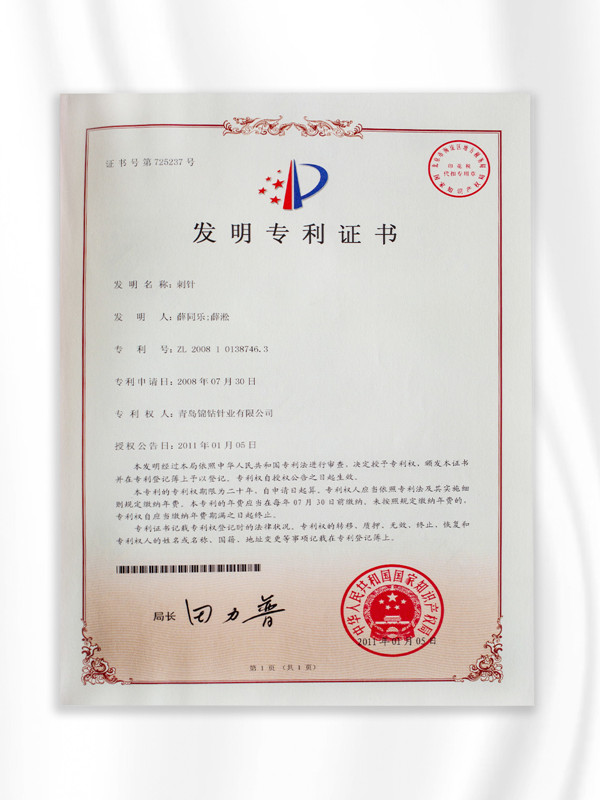 证书号第725237号
代办专用章
发明专利证书
发明名称：刺针
发明人：薛同乐;薛淞
专利号：ZL 2008 1 0138746.3
专利申请日：2008年07月30日
专利权人：青岛锦钻针业有限公司
授权公告日：2011年01月05日
本发明经过本局依照中华人民共和国专利法进行审查，决定授予专利权，颁发本证书
并在专利登记簿上予以登记。专利权自授权公告之日起生效。
本专利的专利权期限为二十年，自申请日起算。专利权人应当依照专利法及其实施细
则规定缴纳年费。本专利的年费应当在每年07月30日前缴纳。未按照规定缴纳年费的，
专利权自应当缴纳年费期满之日起终止。
专利证书记载专利权登记时的法律状况。专利权的转移、质押、无效、终止、恢复和
专利权人的姓名或名称、国籍、地址变更等事项记载在专利登记簿上。
局长 田力普
中华人民共和国国家知识产权局
2011年01月05日
第1页（共1页）